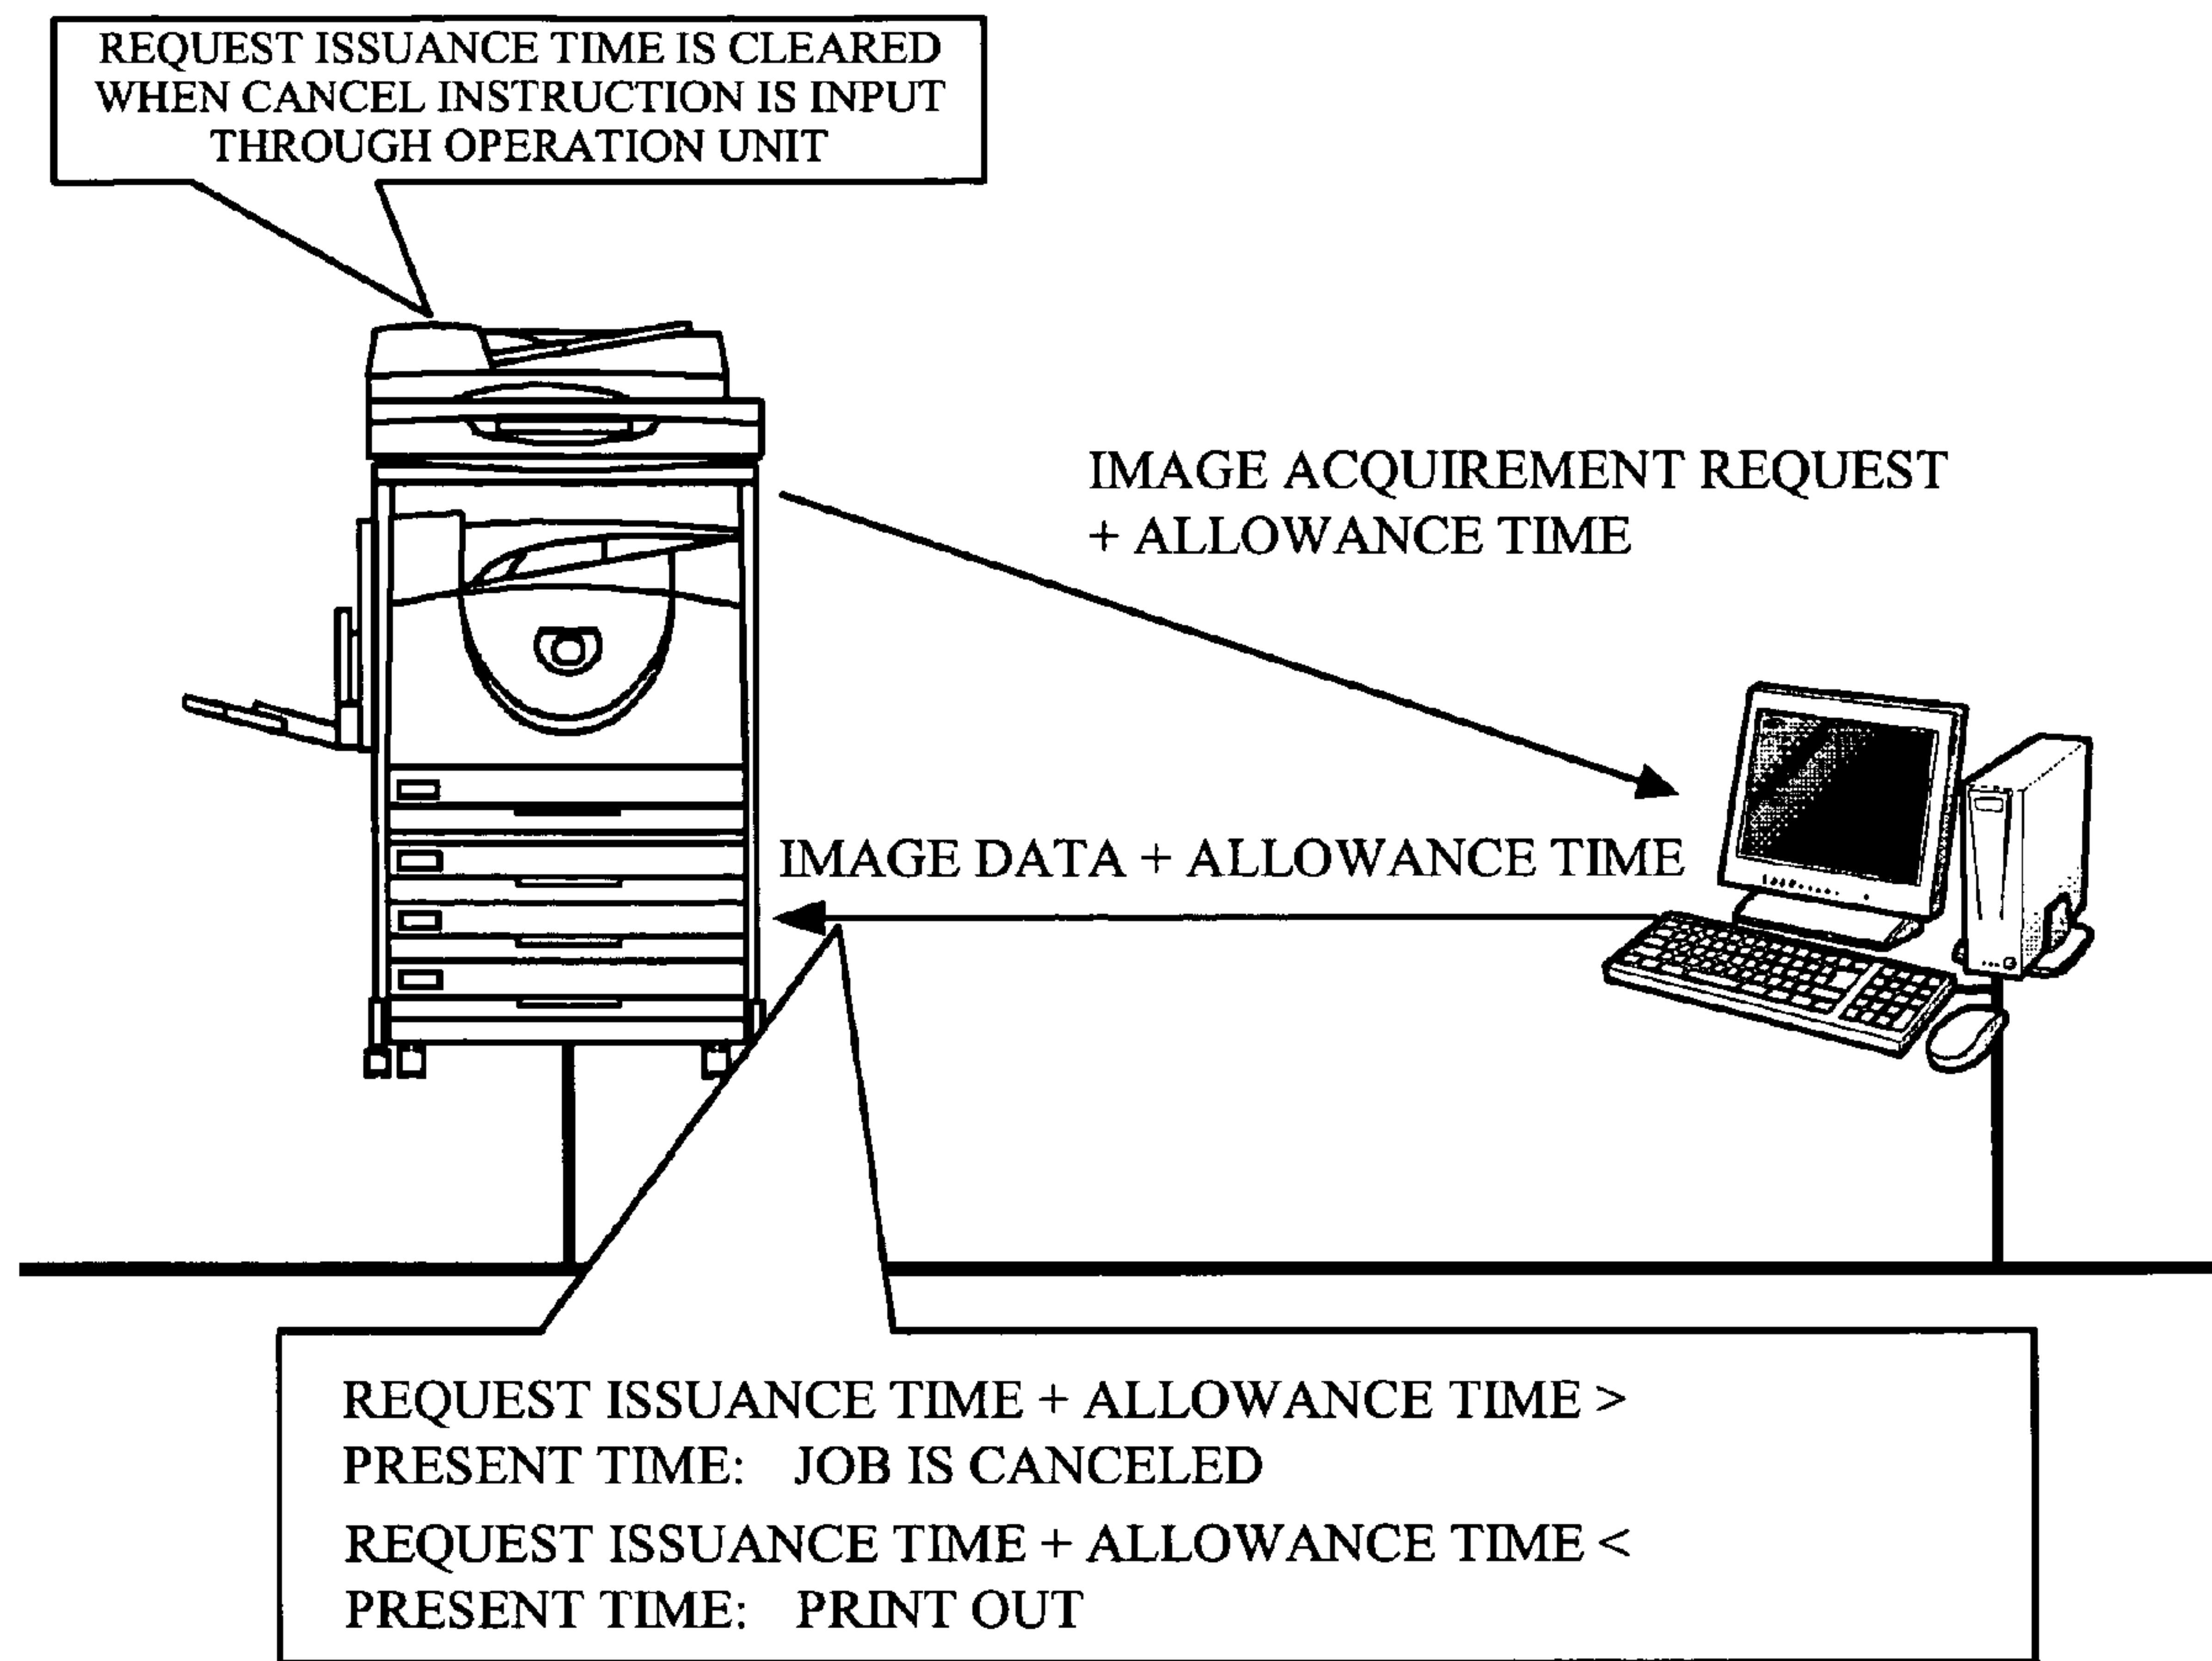 REQUEST ISSUANCE TIME IS CLEARED
WHEN CANCEL INSTRUCTION IS INPUT
THROUGH OPERATION UNIT
IMAGE ACQUIREMENT REQUEST
+ ALLOWANCE TIME
IMAGE DATA + ALLOWANCE TIME
REQUEST ISSUANCE TIME + ALLOWANCE TIME >
PRESENT TIME: JOB IS CANCELED
REQUEST ISSUANCE TIME + ALLOWANCE TIME <
PRESENT TIME: PRINT OUT